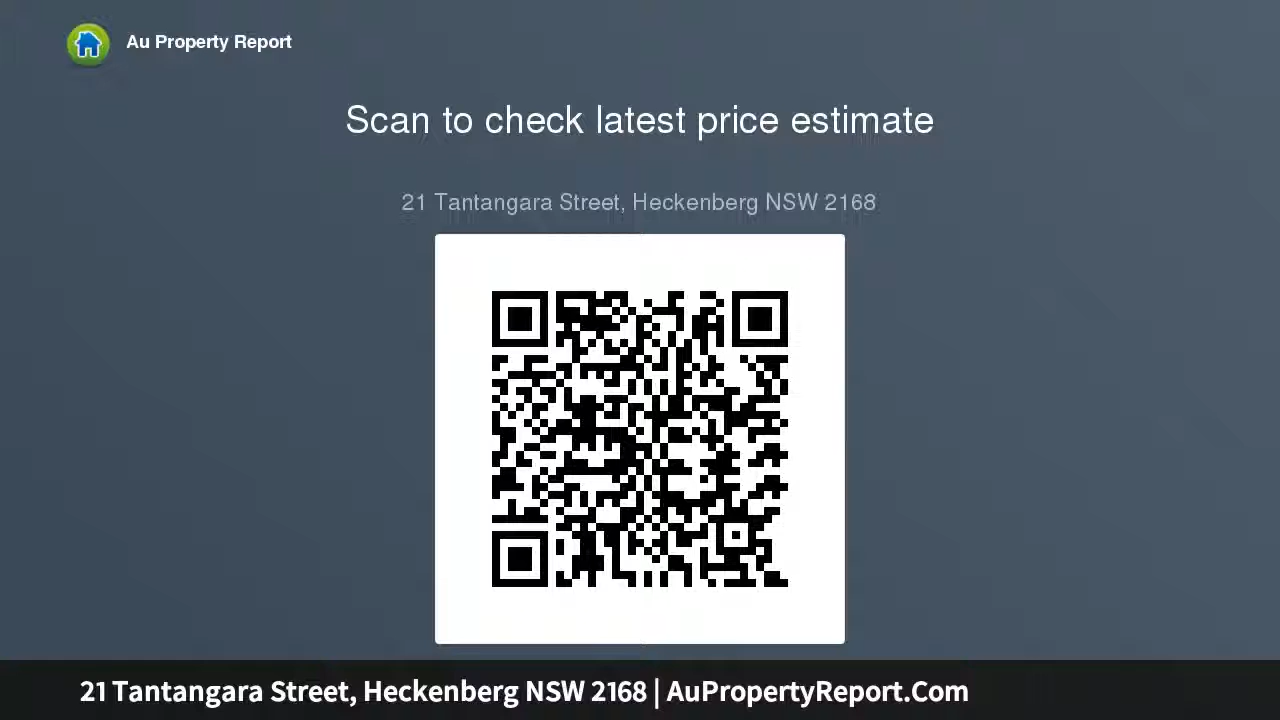 Au Property Report
Scan to check latest price estimate
21 Tantangara Street, Heckenberg NSW 2168
21 Tantangara Street, Heckenberg NSW 2168 | AuPropertyReport.Com